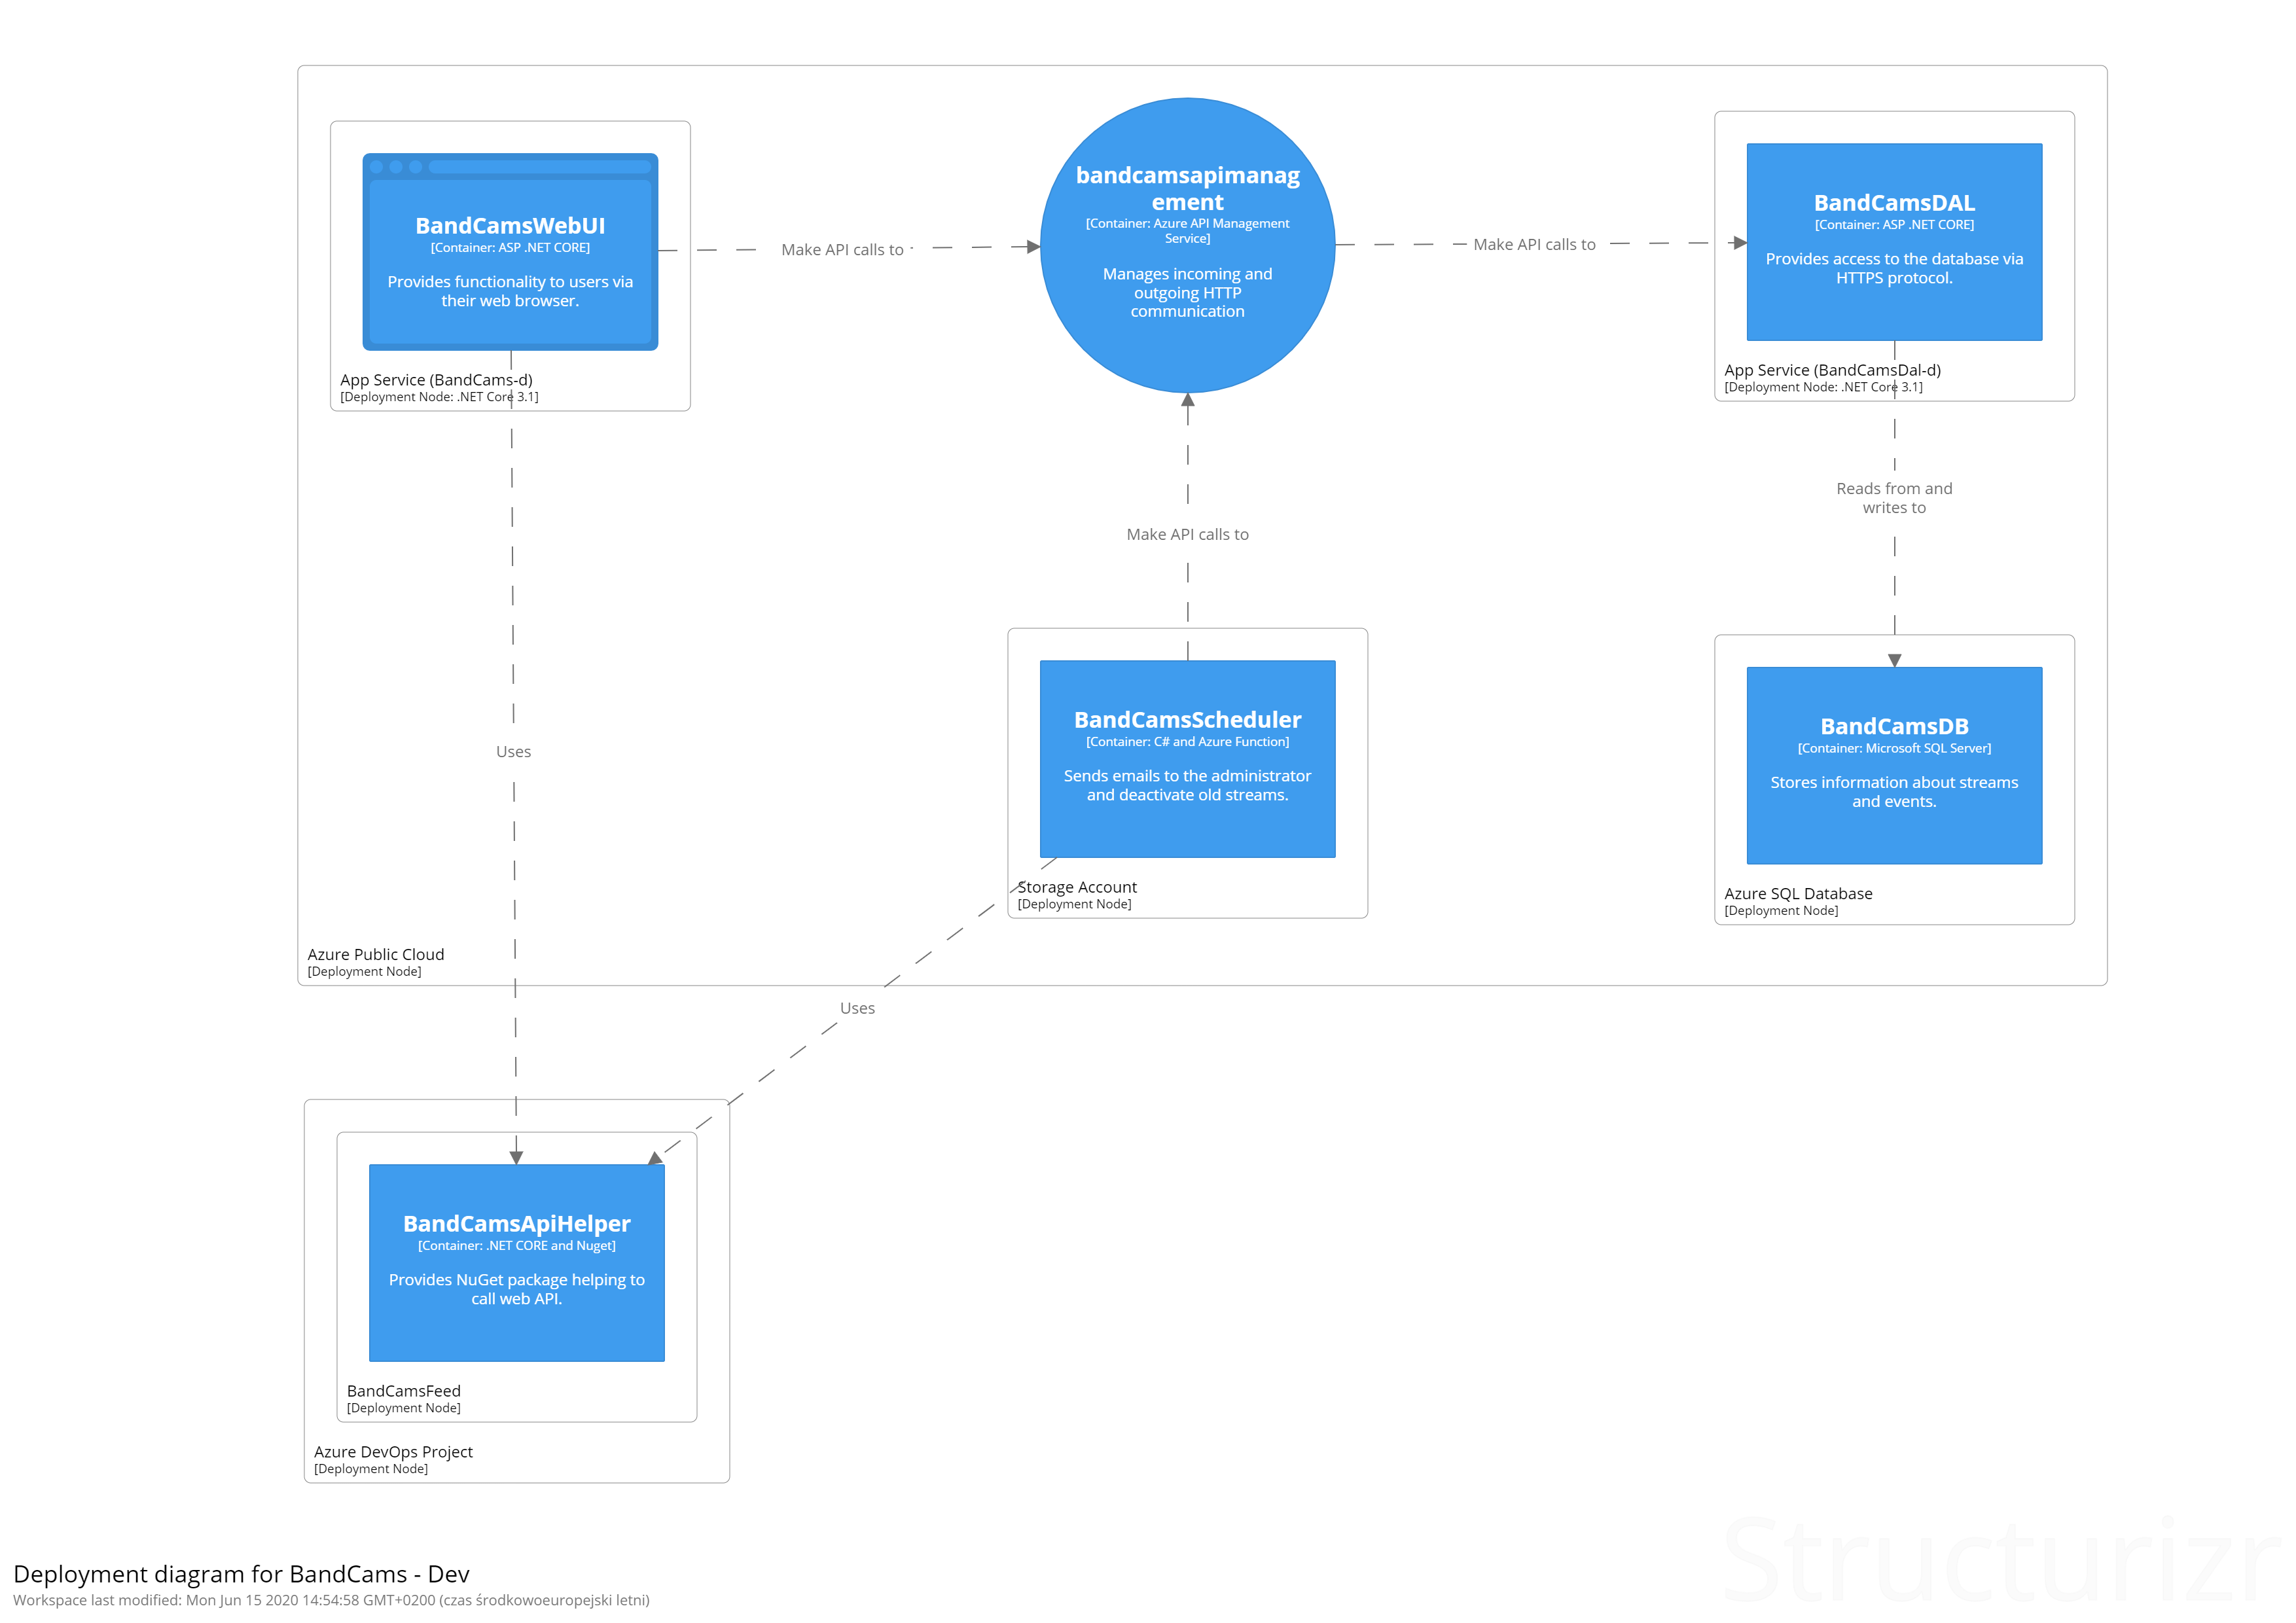 BandCamsWebUI
[Container: ASP .NET CORE]
Provides functionality to users via
their web browser.
App Service (BandCams-d)
[Deployment Node: .NET Core 3.1]
Make API calls to
bandcamsapimanag
ement
[Container: Azure API Management
Service]
Manages incoming and
outgoing HTTP
communication
Make API calls to
BandCamsDAL
[Container: ASP .NET CORE]
Provides access to the database via
HTTPS protocol.
App Service (BandCamsDal-d)
[Deployment Node: .NET Core 3.1]
Reads from and
writes to
Make API calls to
Uses
BandCamsScheduler
[Container: C# and Azure Function]
Sends emails to the administrator
and deactivate old streams.
Storage Account
[Deployment Node]
BandCamsDB
[Container: Microsoft SQL Server]
Stores information about streams
and events.
Azure SQL Database
[Deployment Node]
Azure Public Cloud
[Deployment Node]
Uses
BandCamsApiHelper
[Container: .NET CORE and Nuget]
Provides NuGet package helping to
call web API.
BandCamsFeed
[Deployment Node]
Azure DevOps Project
[Deployment Node]
Structurizr
Deployment diagram for BandCams - Dev
Workspace last modified: Mon Jun 15 2020 14:54:58 GMT+0200 (czas środkowoeuropejski letni)